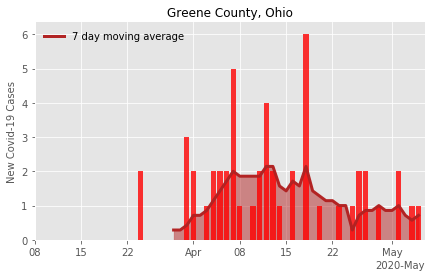 Greene County, Ohio
7 day moving average
New Covid-19 Cases
6
5
4
3
2
1
0
08 15 22 Apr 08 15 22 May
2020-May